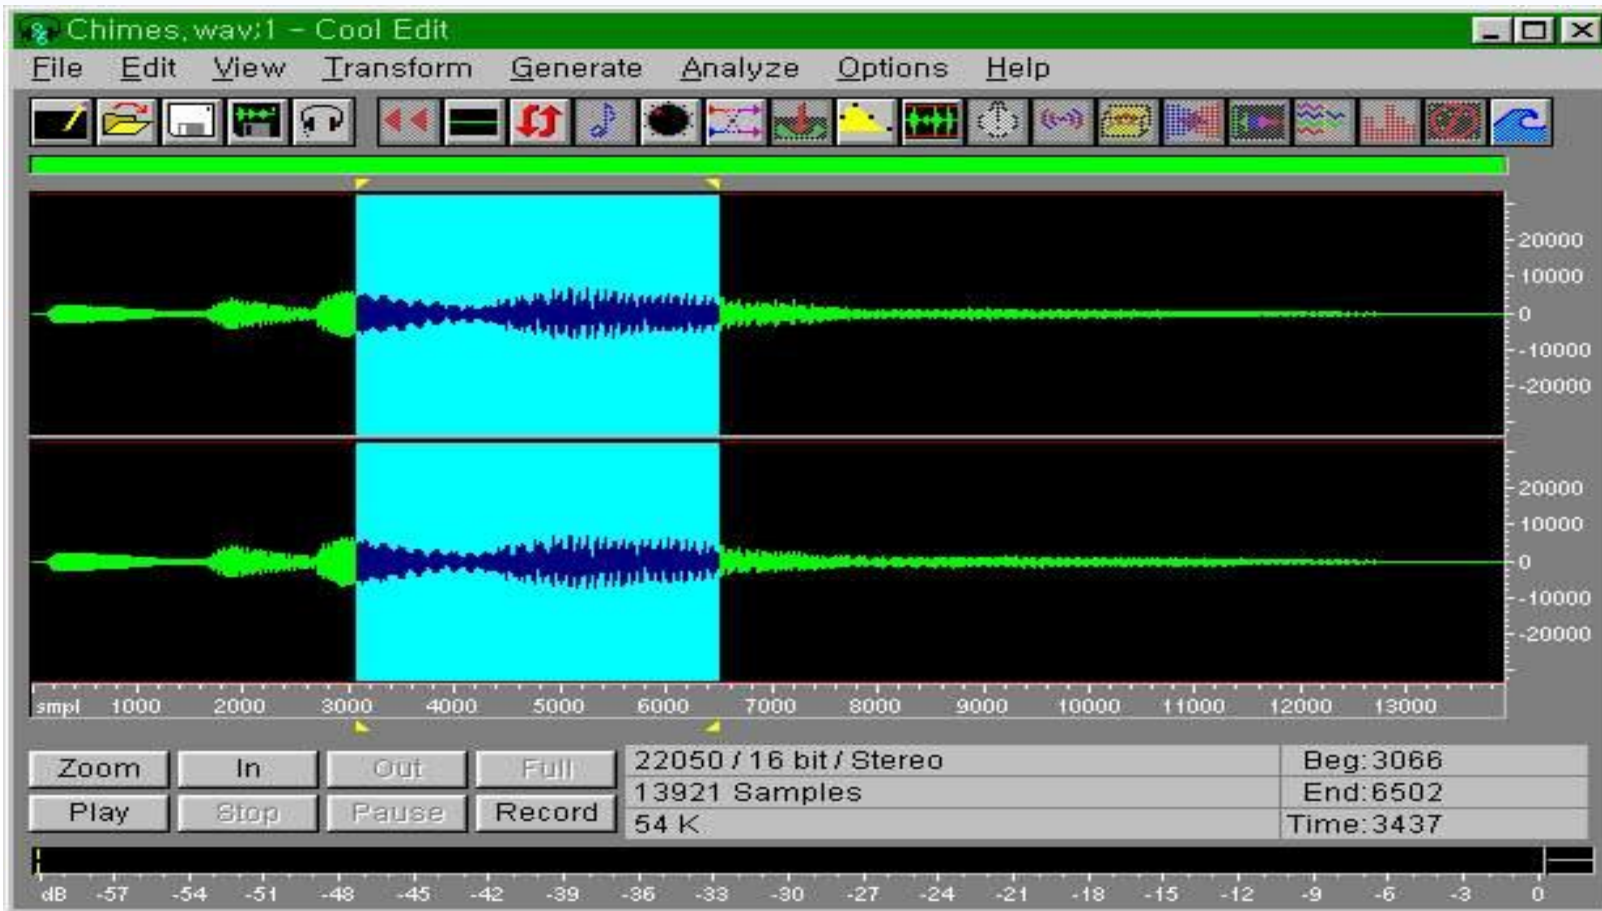 Chimes,wav;1 - Cool Edit
File Edit View Transform Generate Analyze Options Help
20000
10000
0
-10000
-20000
20000
10000
0
-10000
-20000
smpl 1000 2000 3000 4000 5000 6000 7000 8000 9000 10000 11000 12000 13000
Zoom In Out Full
22050 / 16 bit / Stereo Beg: 3066
Play Stop Pause Record
13921 Samples End: 6502
54 K Time: 3437
dB -57 -54 -51 -48 -45 -42 -39 -36 -33 -30 -27 -24 -21 -18 -15 -12 -9 -6 -3 0